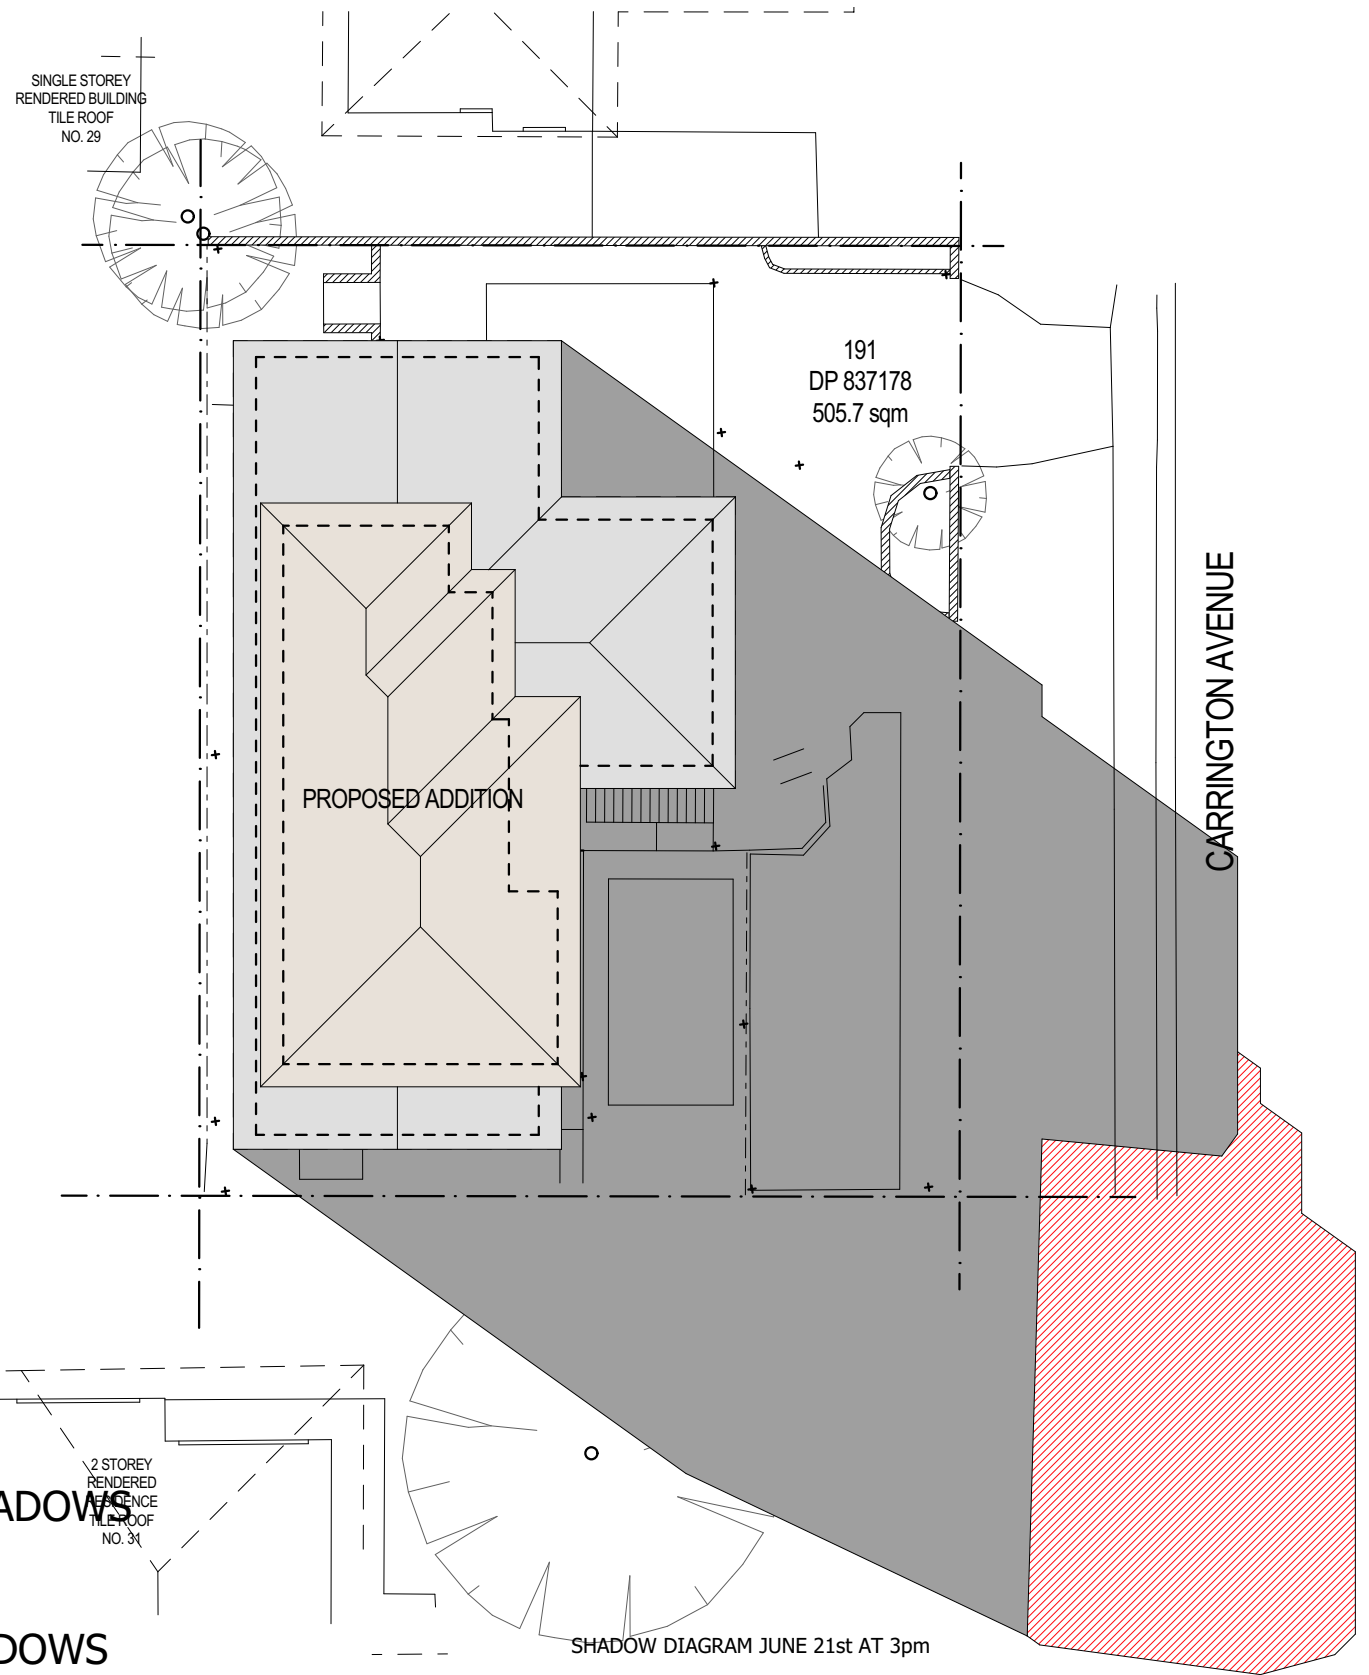 SINGLE STOREY
RENDERED BUILDING
TILE ROOF
NO. 29
191
DP 837178
505.7 sqm
CARRINGTON AVENUE
PROPOSED ADDITION
2 STOREY
RENDERED
RESIDENCE
TILE ROOF
NO. 31
ADOWS
DOWS
SHADOW DIAGRAM JUNE 21st AT 3pm